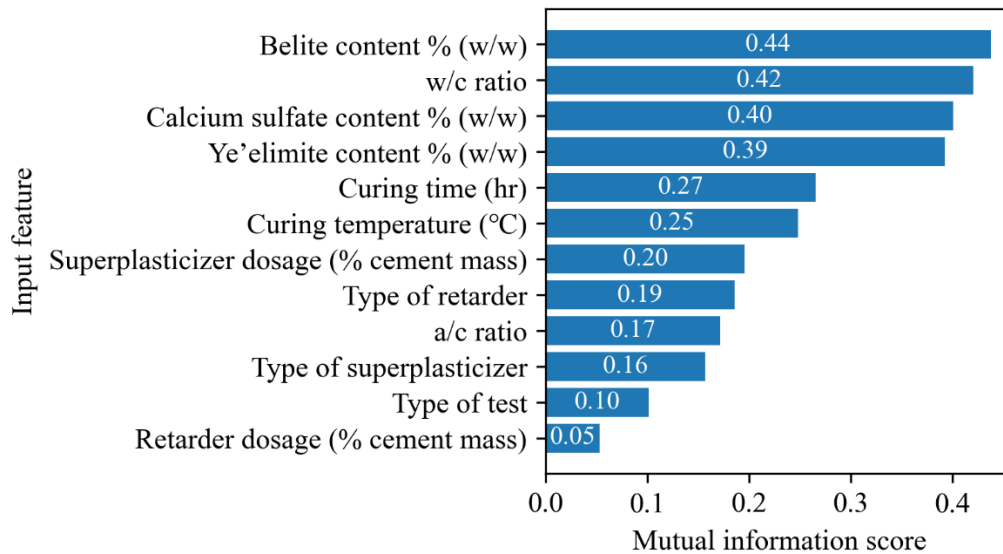 Input feature
Belite content % (w/w)
0.44
w/c ratio
0.42
Calcium sulfate content % (w/w)
0.40
Ye’elimite content % (w/w)
0.39
Curing time (hr)
0.27
Curing temperature (℃)
0.25
Superplasticizer dosage (% cement mass)
0.20
Type of retarder
0.19
a/c ratio
0.17
Type of superplasticizer
0.16
Type of test
0.10
Retarder dosage (% cement mass)
0.05
0.0 0.1 0.2 0.3 0.4
Mutual information score